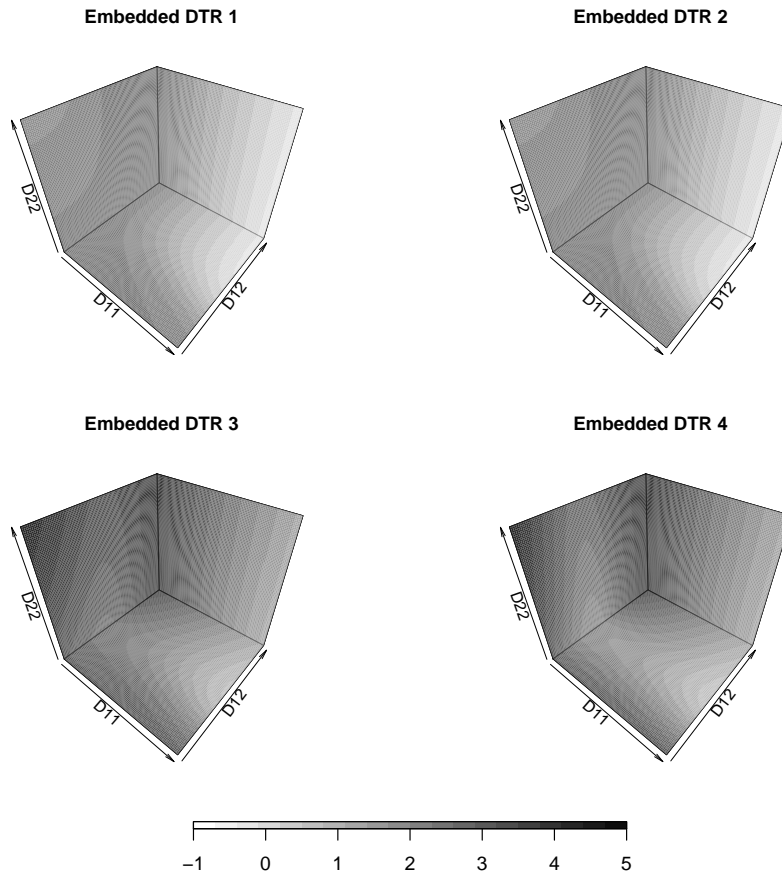 Embedded DTR 1
Embedded DTR 2
D22
D11
D12
D22
D11
D12
Embedded DTR 3
Embedded DTR 4
D22
D11
D12
D22
D11
D12
−1 0 1 2 3 4 5